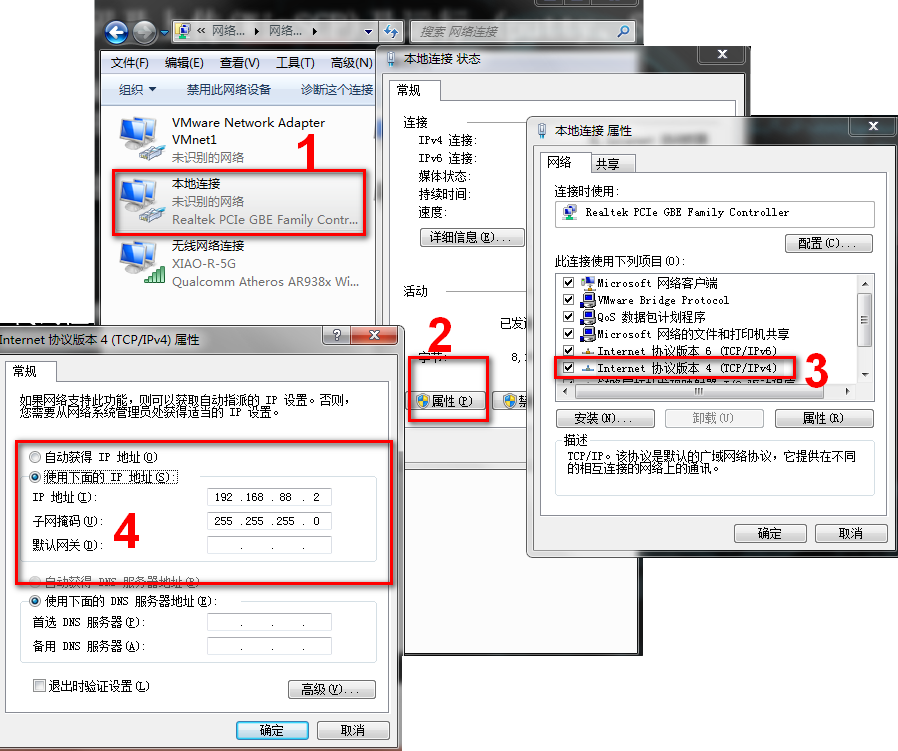 « 网络... ▸ 网络... ▸
搜索 网络连接
文件(F) 编辑(E) 查看(V) 工具(T) 高级(N)
组织 禁用此网络设备 诊断这个连接
VMware Network Adapter
VMnet1
未识别的网络
1
本地连接
未识别的网络
Realtek PCIe GBE Family Contr...
无线网络连接
XIAO-R-5G
Qualcomm Atheros AR938x Wi...
本地连接 状态
常规
连接
IPv4 连接:
IPv6 连接:
媒体状态:
持续时间:
速度:
详细信息(E)...
活动
已发送
字节:
8,1
2
属性(P)
禁
本地连接 属性
网络 共享
连接时使用:
Realtek PCIe GBE Family Controller
配置(C)...
此连接使用下列项目(O):
Microsoft 网络客户端
VMware Bridge Protocol
QoS 数据包计划程序
Microsoft 网络的文件和打印机共享
Internet 协议版本 6 (TCP/IPv6)
Internet 协议版本 4 (TCP/IPv4)
3
安装(N)... 卸载(U) 属性(R)
描述
TCP/IP。该协议是默认的广域网络协议，它提供在不同
的相互连接的网络上的通讯。
确定 取消
Internet 协议版本 4 (TCP/IPv4) 属性
常规
如果网络支持此功能，则可以获取自动指派的 IP 设置。否则，
您需要从网络系统管理员处获得适当的 IP 设置。
自动获得 IP 地址(O)
使用下面的 IP 地址(S):
IP 地址(I): 192 .168 .88 .2
子网掩码(U): 255 .255 .255 .0
默认网关(D): . . .
4
自动获得 DNS 服务器地址(B)
使用下面的 DNS 服务器地址(E):
首选 DNS 服务器(P): . . .
备用 DNS 服务器(A): . . .
退出时验证设置(L)
高级(V)...
确定 取消